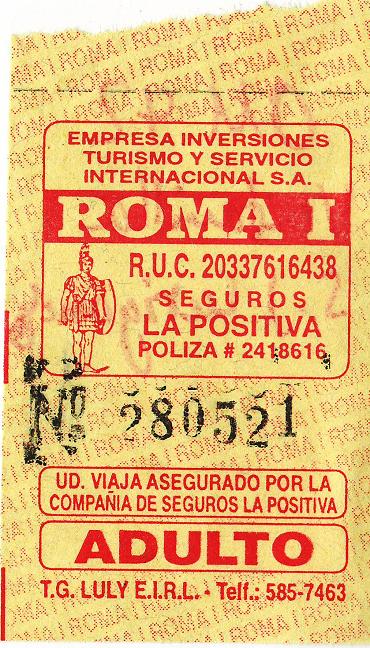 EMPRESA INVERSIONES
TURISMO Y SERVICIO
INTERNACIONAL S.A.
ROMA I
R.U.C. 20337616438
SEGUROS
LA POSITIVA
POLIZA # 2418616
Nº 280521
UD. VIAJA ASEGURADO POR LA
COMPAÑIA DE SEGUROS LA POSITIVA
ADULTO
T.G. LULY E.I.R.L. - Telf.: 585-7463